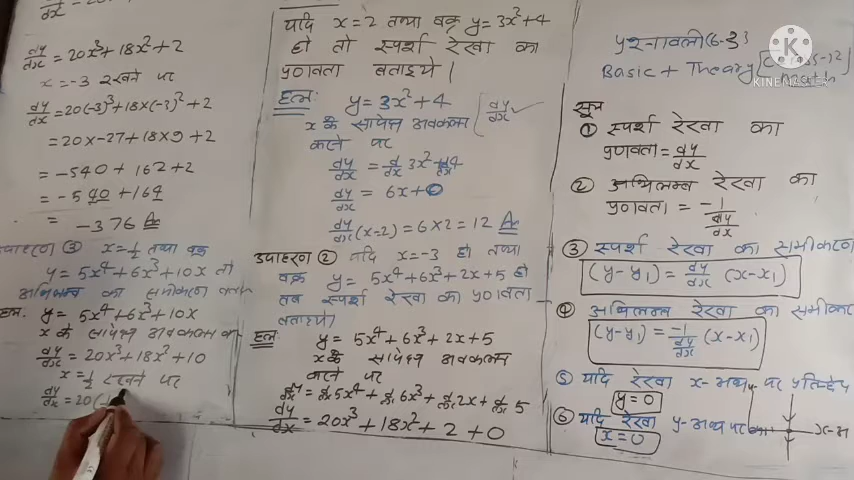 dy/dx = 20x³+18x²+2
x = -3 रखने पर
dy/dx = 20(-3)³+18×(-3)²+2
= 20×-27+18×9+2
= -540+162+2
= -540+164
= -376 Ans
उदाहरण ③ x=½ तथा वक्र
y=5x⁴+6x³+10x तो
अभिलम्ब का समीकरण
हल. y = 5x⁴+6x³+10x
x के सापेक्ष अवकलन
dy/dx = 20x³+18x²+10
x=½ रखने पर
dy/dx = 20(
यदि x=2 तथा वक्र y=3x²+4
हो तो स्पर्श रेखा का
प्रवणता बताइये।
हल: y=3x²+4
x के सापेक्ष अवकलन dy/dx ✓
करने पर
dy/dx = d/dx 3x²+4
dy/dx = 6x+0
dy/dx (x=2) = 6×2 = 12 Ans
उदाहरण ② यदि x=-3 हो तथा
वक्र y=5x⁴+6x³+2x+5 हो
तब स्पर्श रेखा का प्रवणता
बताइये?
हल: y=5x⁴+6x³+2x+5
x के सापेक्ष अवकलन
करने पर
dy/dx = d/dx 5x⁴ + d/dx 6x³ + d/dx 2x + d/dx 5
dy/dx = 20x³+18x²+2+0
प्रश्नावली(6.3)
Basic + Theory
KINEMASTER
सूत्र
① स्पर्श रेखा का
प्रवणता = dy/dx
② अभिलम्ब रेखा का
प्रवणता = -1/(dy/dx)
③ स्पर्श रेखा का समीकरण
(y-y₁) = dy/dx (x-x₁)
④ अभिलम्ब रेखा का समीकर
(y-y₁) = -1/(dy/dx) (x-x₁)
⑤ यदि रेखा x-अक्ष पर
y=0
⑥ यदि रेखा y-अक्ष पर
x=0